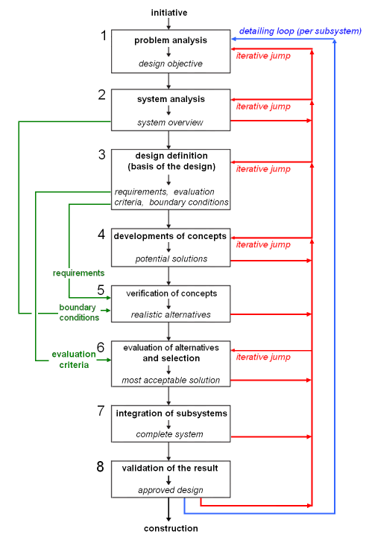 initiative
detailing loop (per subsystem)
1
problem analysis
design objective
iterative jump
2
system analysis
system overview
iterative jump
3
design definition
(basis of the design)
requirements, evaluation
criteria, boundary conditions
iterative jump
4
developments of concepts
potential solutions
iterative jump
requirements
5
verification of concepts
realistic alternatives
boundary
conditions
6
evaluation of alternatives
and selection
most acceptable solution
iterative jump
evaluation
criteria
7
integration of subsystems
complete system
8
validation of the result
approved design
construction